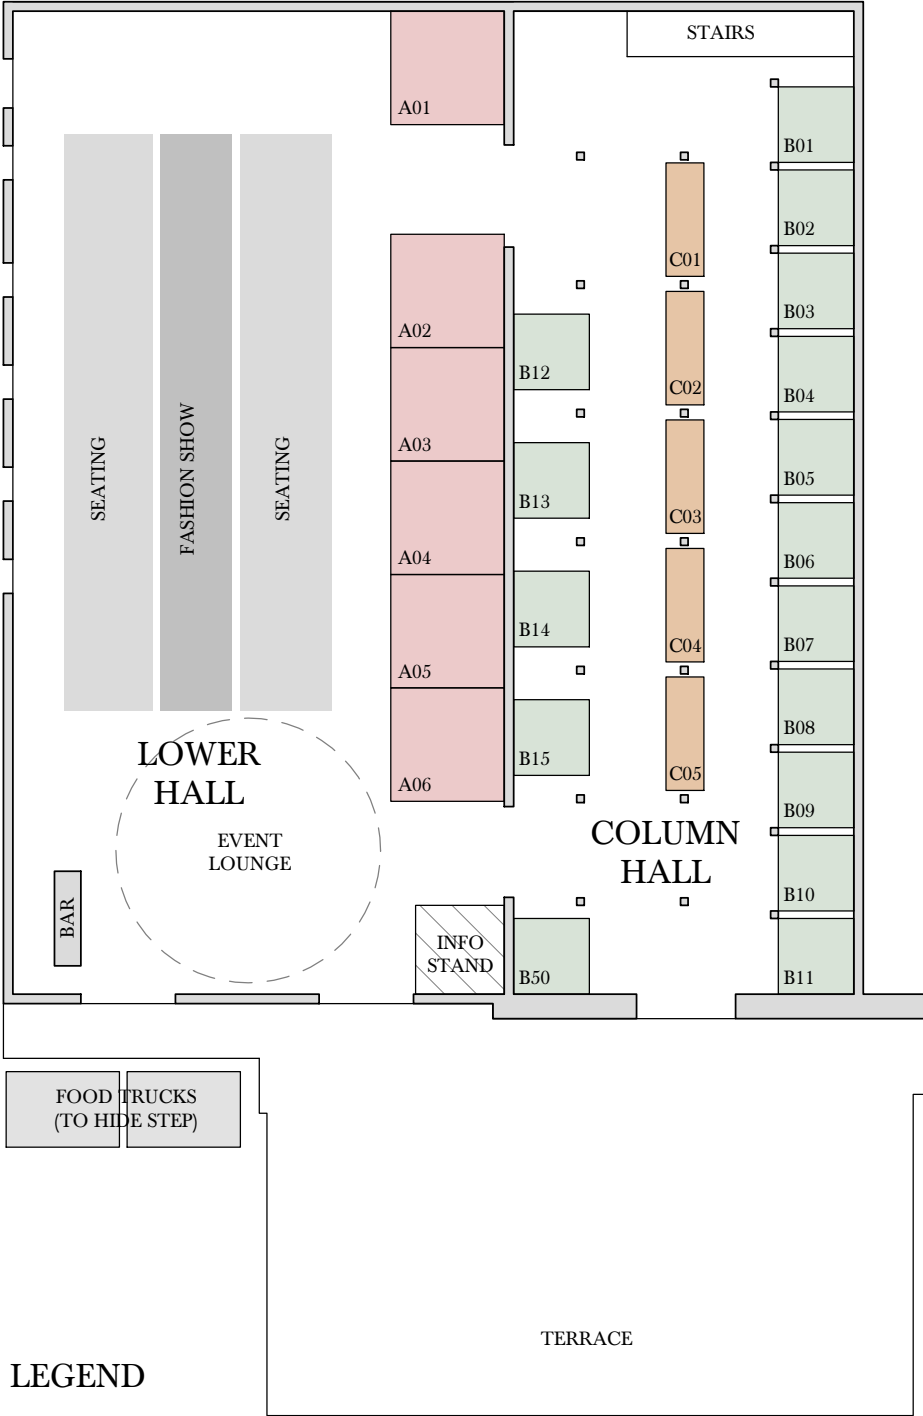 STAIRS
A01
B01
B02
C01
B03
A02
B12
C02
B04
A03
SEATING
FASHION SHOW
SEATING
B05
B13
C03
A04
B06
B14
C04
B07
A05
B08
LOWER
HALL
B15
C05
A06
B09
COLUMN
HALL
EVENT
LOUNGE
B10
BAR
INFO
STAND
B50
B11
FOOD TRUCKS
(TO HIDE STEP)
TERRACE
LEGEND